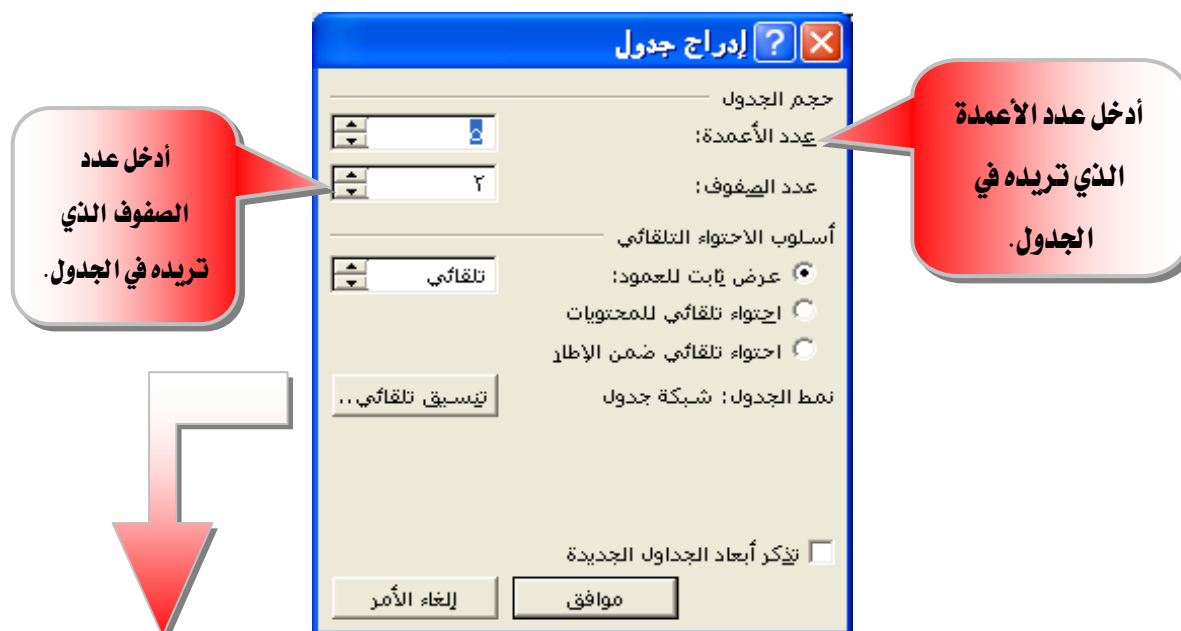 إدراج جدول
حجم الجدول
عدد الأعمدة:
٥
عدد الصفوف:
٢
أسلوب الاحتواء التلقائي
عرض ثابت للعمود:
تلقائي
احتواء تلقائي للمحتويات
احتواء تلقائي ضمن الإطار
نمط الجدول: شبكة جدول
تنسيق تلقائي..
تذكر أبعاد الجداول الجديدة
موافق
إلغاء الأمر
أدخل عدد الأعمدة
الذي تريده في
الجدول.
أدخل عدد
الصفوف الذي
تريده في الجدول.